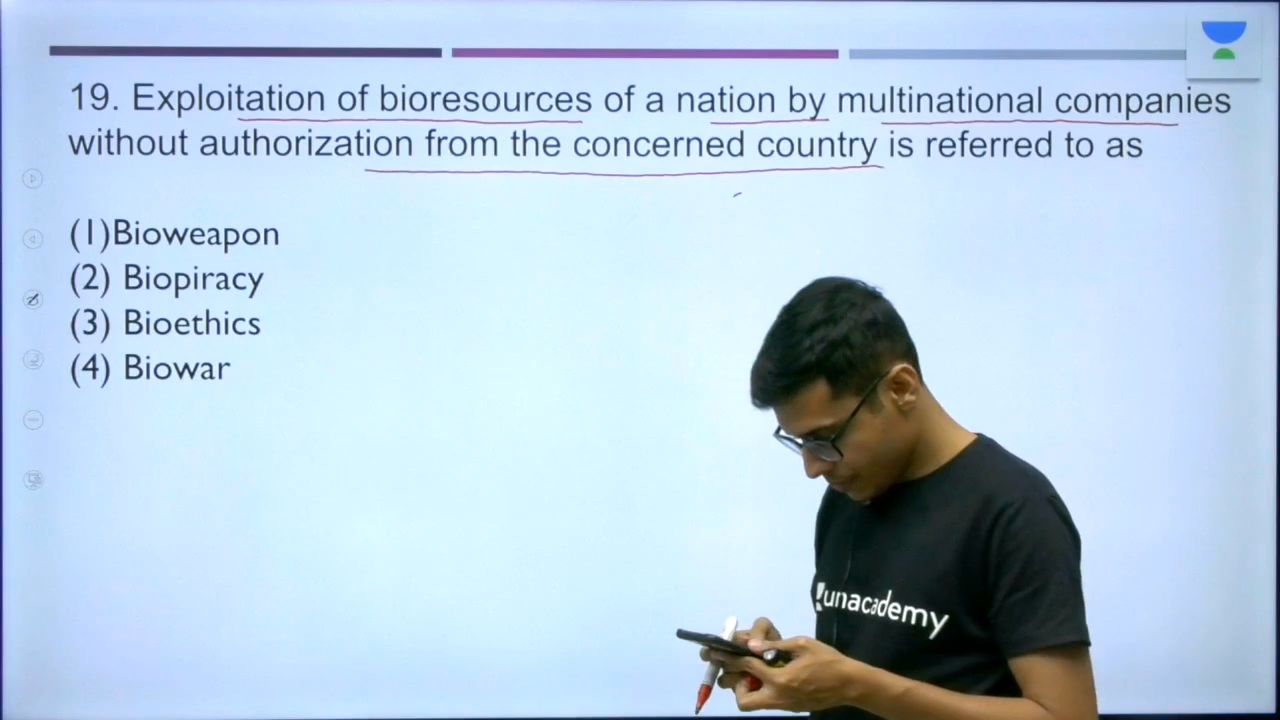 19. Exploitation of bioresources of a nation by multinational companies
without authorization from the concerned country is referred to as
(1)Bioweapon
(2) Biopiracy
(3) Bioethics
(4) Biowar
unacademy